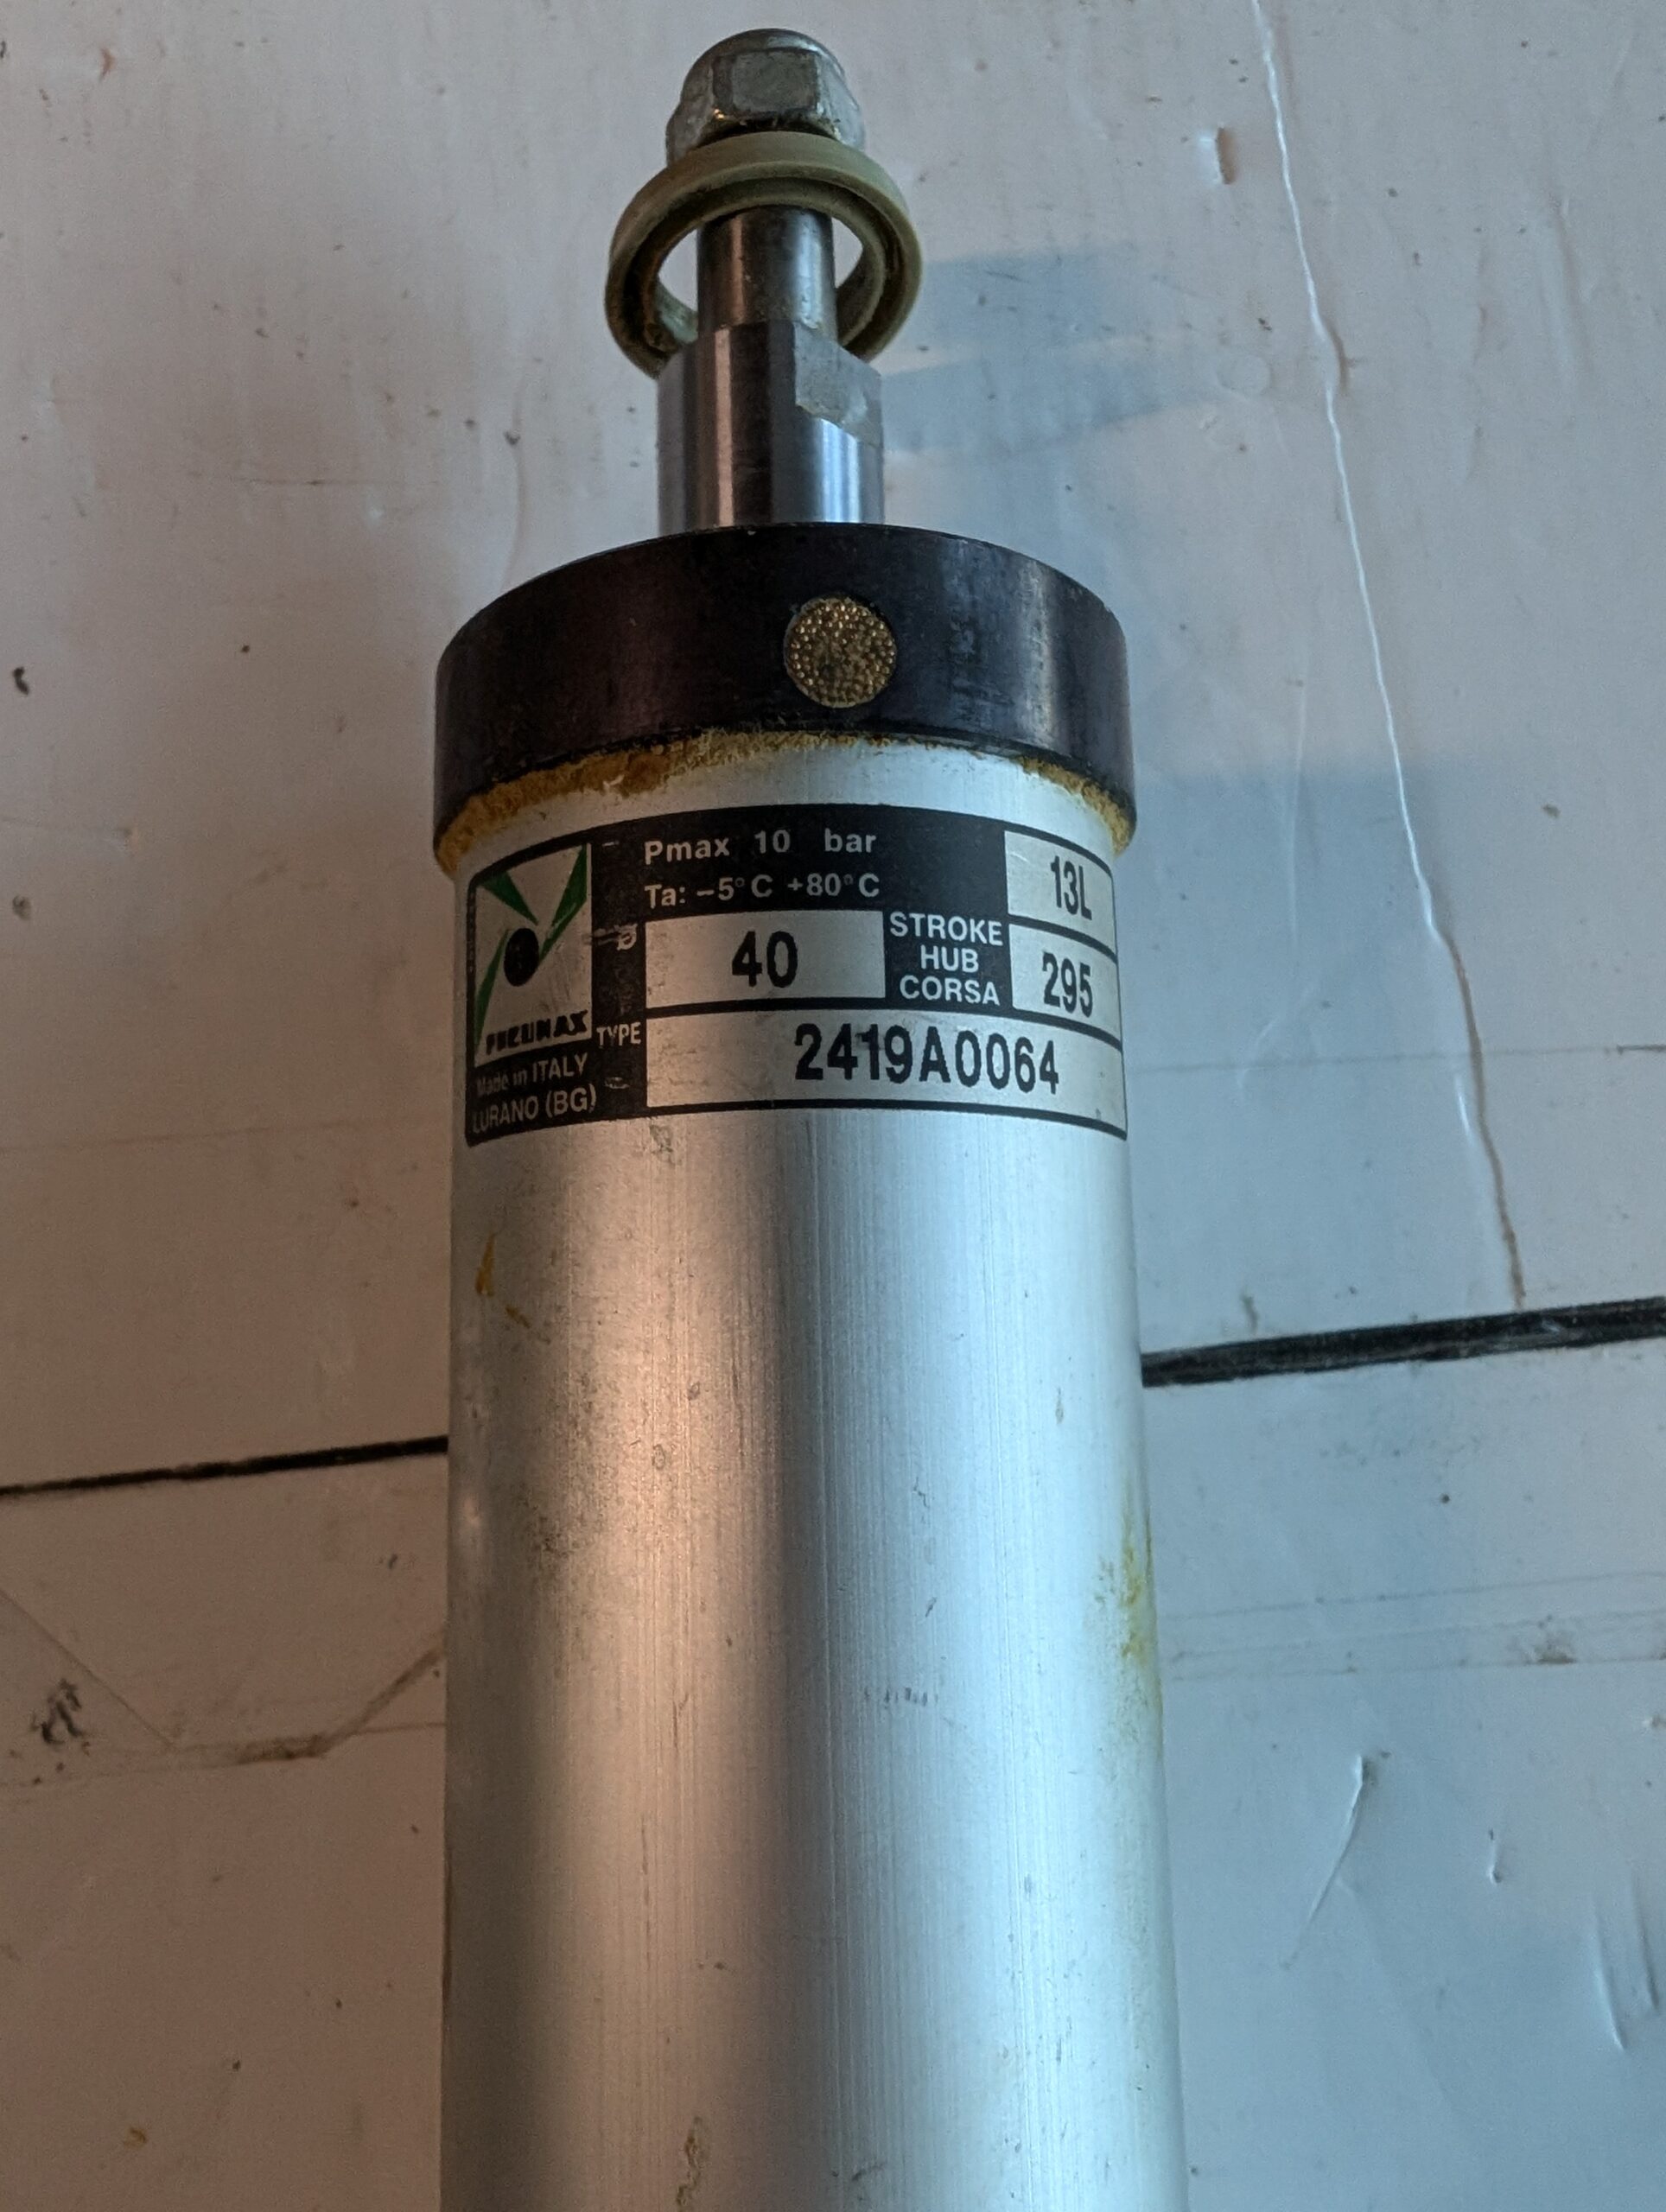 Pmax 10 bar
Ta: –5°C +80°C
13L
ø
40
STROKE
HUB
CORSA
295
PNEUMAX
TYPE
2419A0064
Made in ITALY
LURANO (BG)